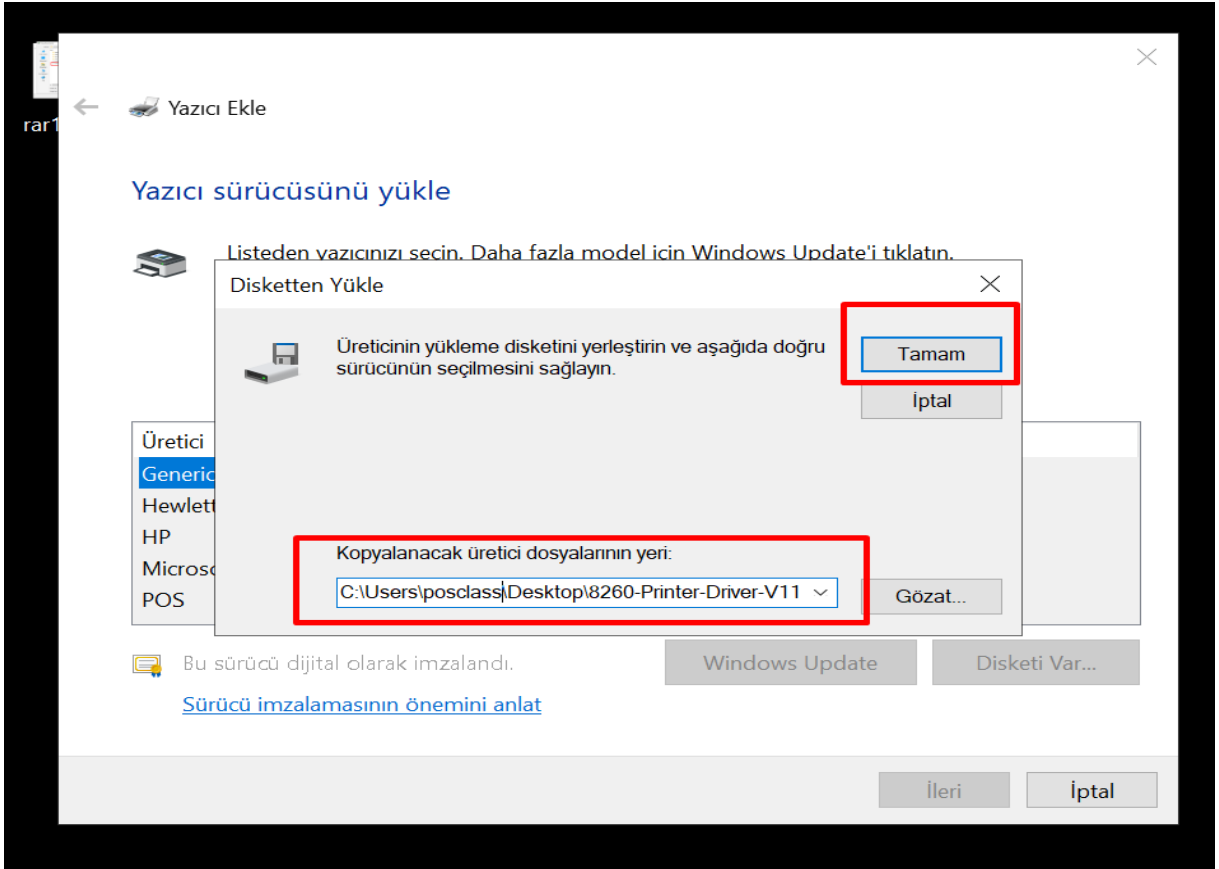 rar1
Yazıcı Ekle
Yazıcı sürücüsünü yükle
Listeden yazıcınızı seçin. Daha fazla model için Windows Update'i tıklatın.
Disketten Yükle
Üreticinin yükleme disketini yerleştirin ve aşağıda doğru
sürücünün seçilmesini sağlayın.
Tamam
İptal
Üretici
Generic
Hewlett
HP
POS
Kopyalanacak üretici dosyalarının yeri:
C:\Users\posclass\Desktop\8260-Printer-Driver-V11
Gözat...
Bu sürücü dijital olarak imzalandı.
Windows Update
Disketi Var...
Sürücü imzalamasının önemini anlat
İleri
İptal